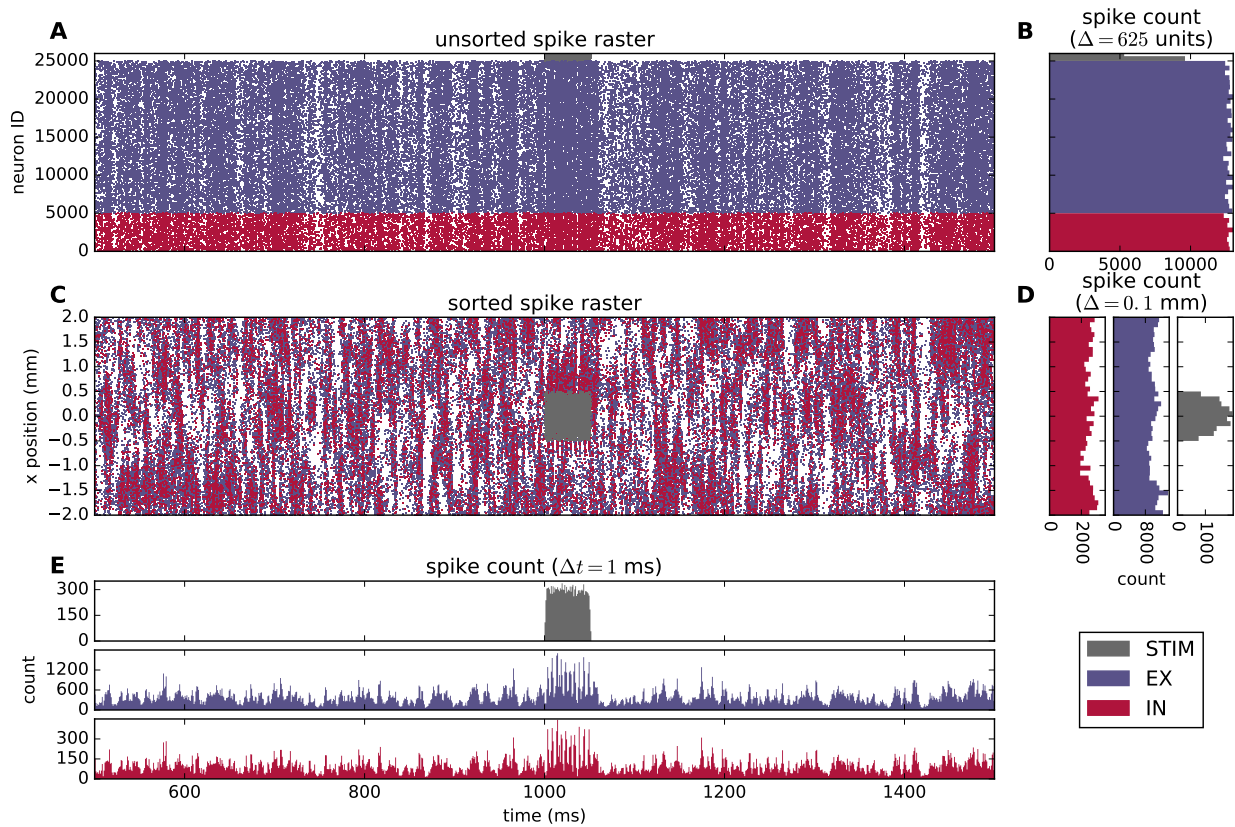 A
unsorted spike raster
25000
20000
15000
10000
5000
0
neuron ID
B
spike count
(Δ = 625 units)
0
5000
10000
C
sorted spike raster
2.0
1.5
1.0
0.5
0.0
−0.5
−1.0
−1.5
−2.0
x position (mm)
D
spike count
(Δ = 0.1 mm)
0
2000
0
8000
0
1000
count
E
spike count (Δt = 1 ms)
300
150
0
1200
600
0
300
150
0
count
600
800
1000
1200
1400
time (ms)
STIM
EX
IN